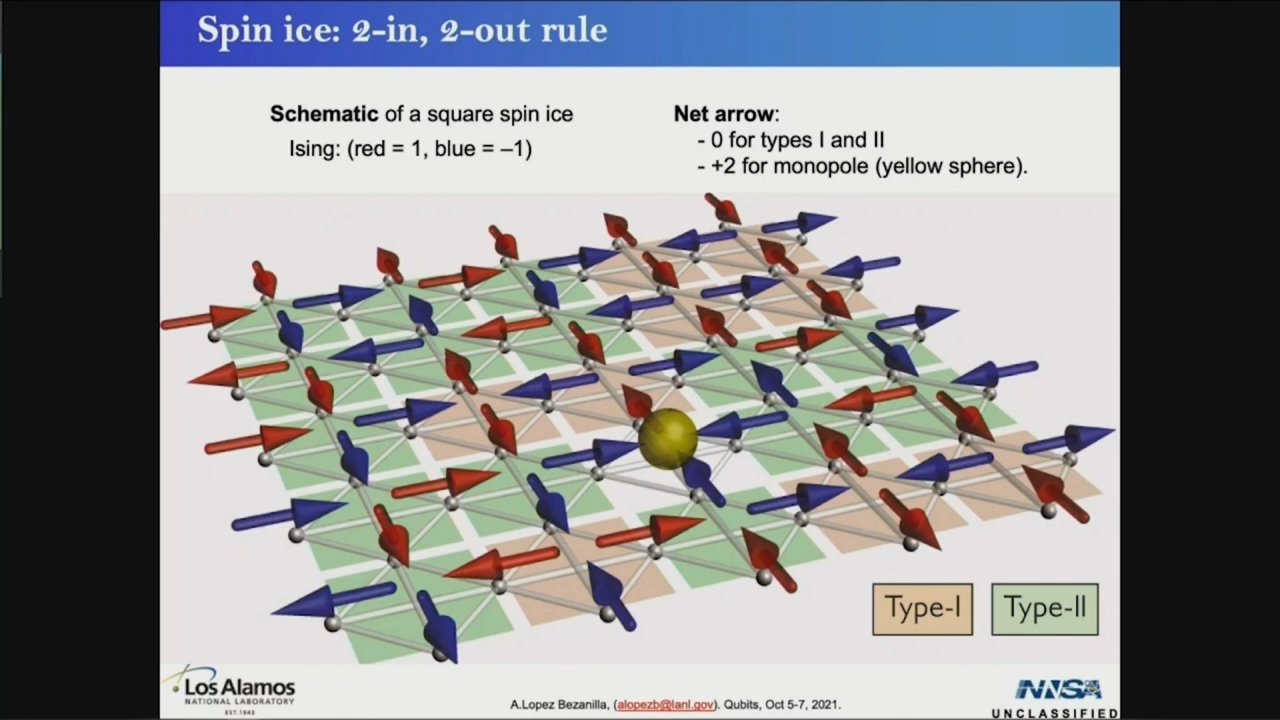 Spin ice: 2-in, 2-out rule
Schematic of a square spin ice
Ising: (red = 1, blue = –1)
Net arrow:
- 0 for types I and II
- +2 for monopole (yellow sphere).
Type-I
Type-II
Los Alamos
NATIONAL LABORATORY
EST.1943
A.Lopez Bezanilla, (alopezb@lanl.gov). Qubits, Oct 5-7, 2021.
NNSA
UNCLASSIFIED